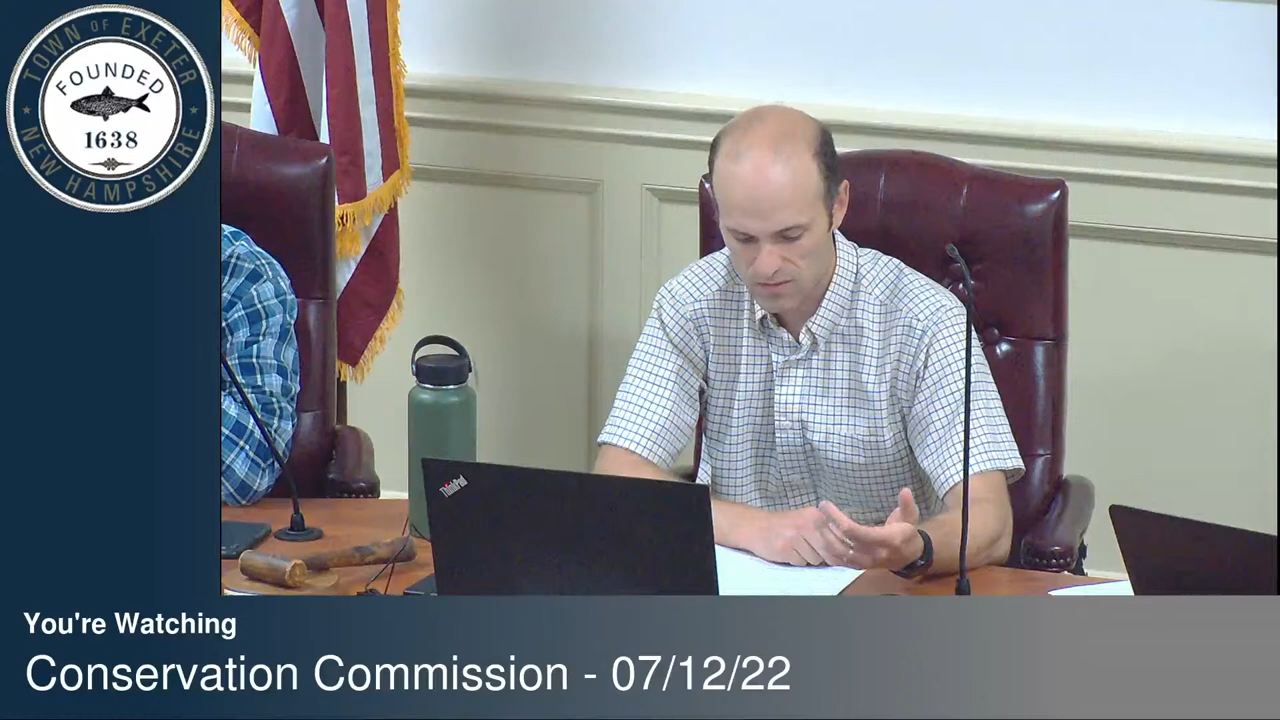 TOWN OF EXETER
FOUNDED
1638
NEW HAMPSHIRE
ThinkPad
You're Watching
Conservation Commission - 07/12/22